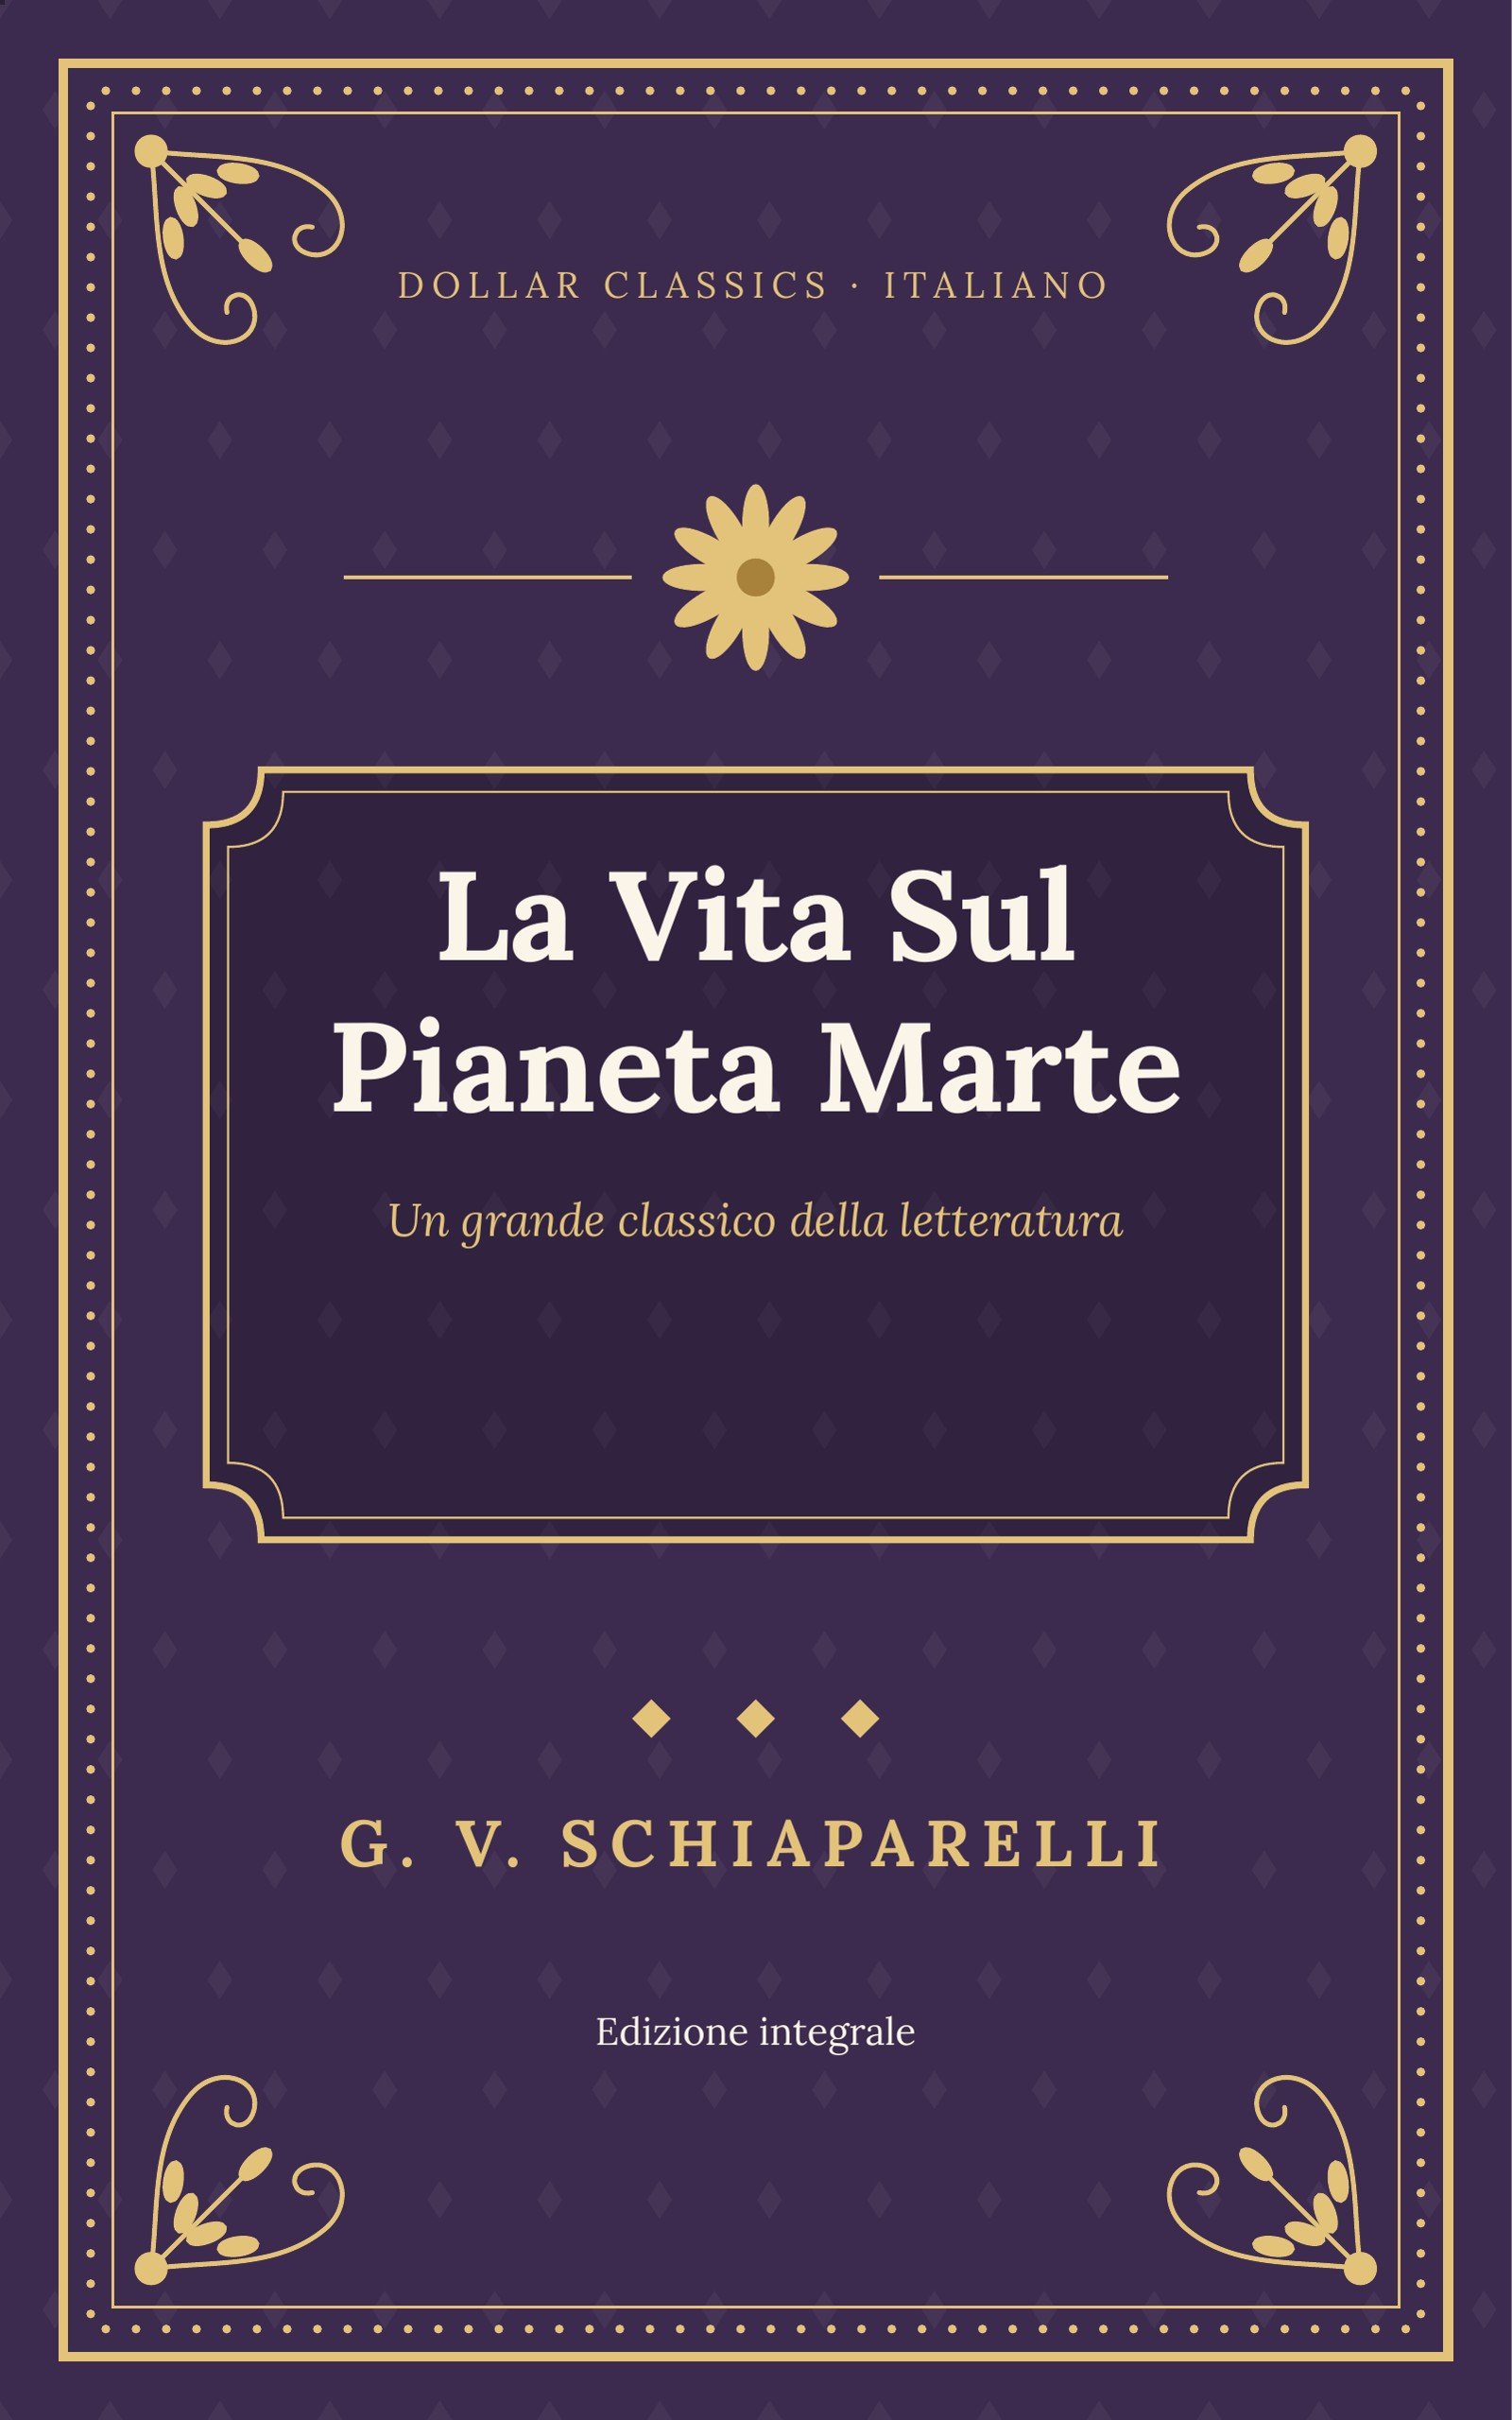 DOLLAR CLASSICS · ITALIANO
La Vita Sul
Pianeta Marte
Un grande classico della letteratura
G. V. SCHIAPARELLI
Edizione integrale